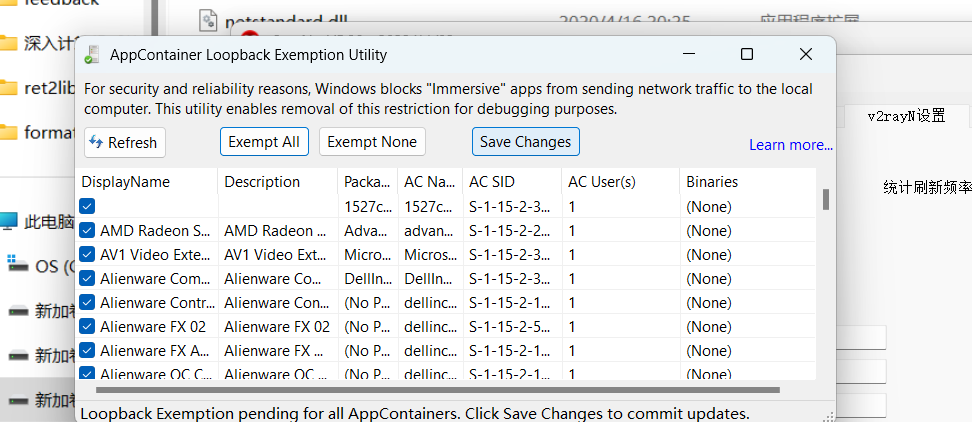 feedback
netstandard.dll
2020/4/16 20:35
应用程序扩展
深入计
ret2lib
format
此电脑
OS (C
新加卷
新加卷
新加卷
AppContainer Loopback Exemption Utility
For security and reliability reasons, Windows blocks "Immersive" apps from sending network traffic to the local
computer. This utility enables removal of this restriction for debugging purposes.
Refresh Exempt All Exempt None Save Changes Learn more...
DisplayName Description Packa... AC Na... AC SID AC User(s) Binaries
1527c... 1527c... S-1-15-2-3... 1 (None)
AMD Radeon S... AMD Radeon ... Adva... advan... S-1-15-2-2... 1 (None)
AV1 Video Exte... AV1 Video Ext... Micro... Micros... S-1-15-2-3... 1 (None)
Alienware Com... Alienware Co... DellIn... DellIn... S-1-15-2-3... 1 (None)
Alienware Contr... Alienware Con... (No P... dellinc... S-1-15-2-1... 1 (None)
Alienware FX 02 Alienware FX 02 (No P... dellinc... S-1-15-2-5... 1 (None)
Alienware FX A... Alienware FX ... (No P... dellinc... S-1-15-2-1... 1 (None)
Alienware OC C... Alienware OC ... (No P... dellinc... S-1-15-2-1... 1 (None)
Loopback Exemption pending for all AppContainers. Click Save Changes to commit updates.
v2rayN设置
统计刷新频率